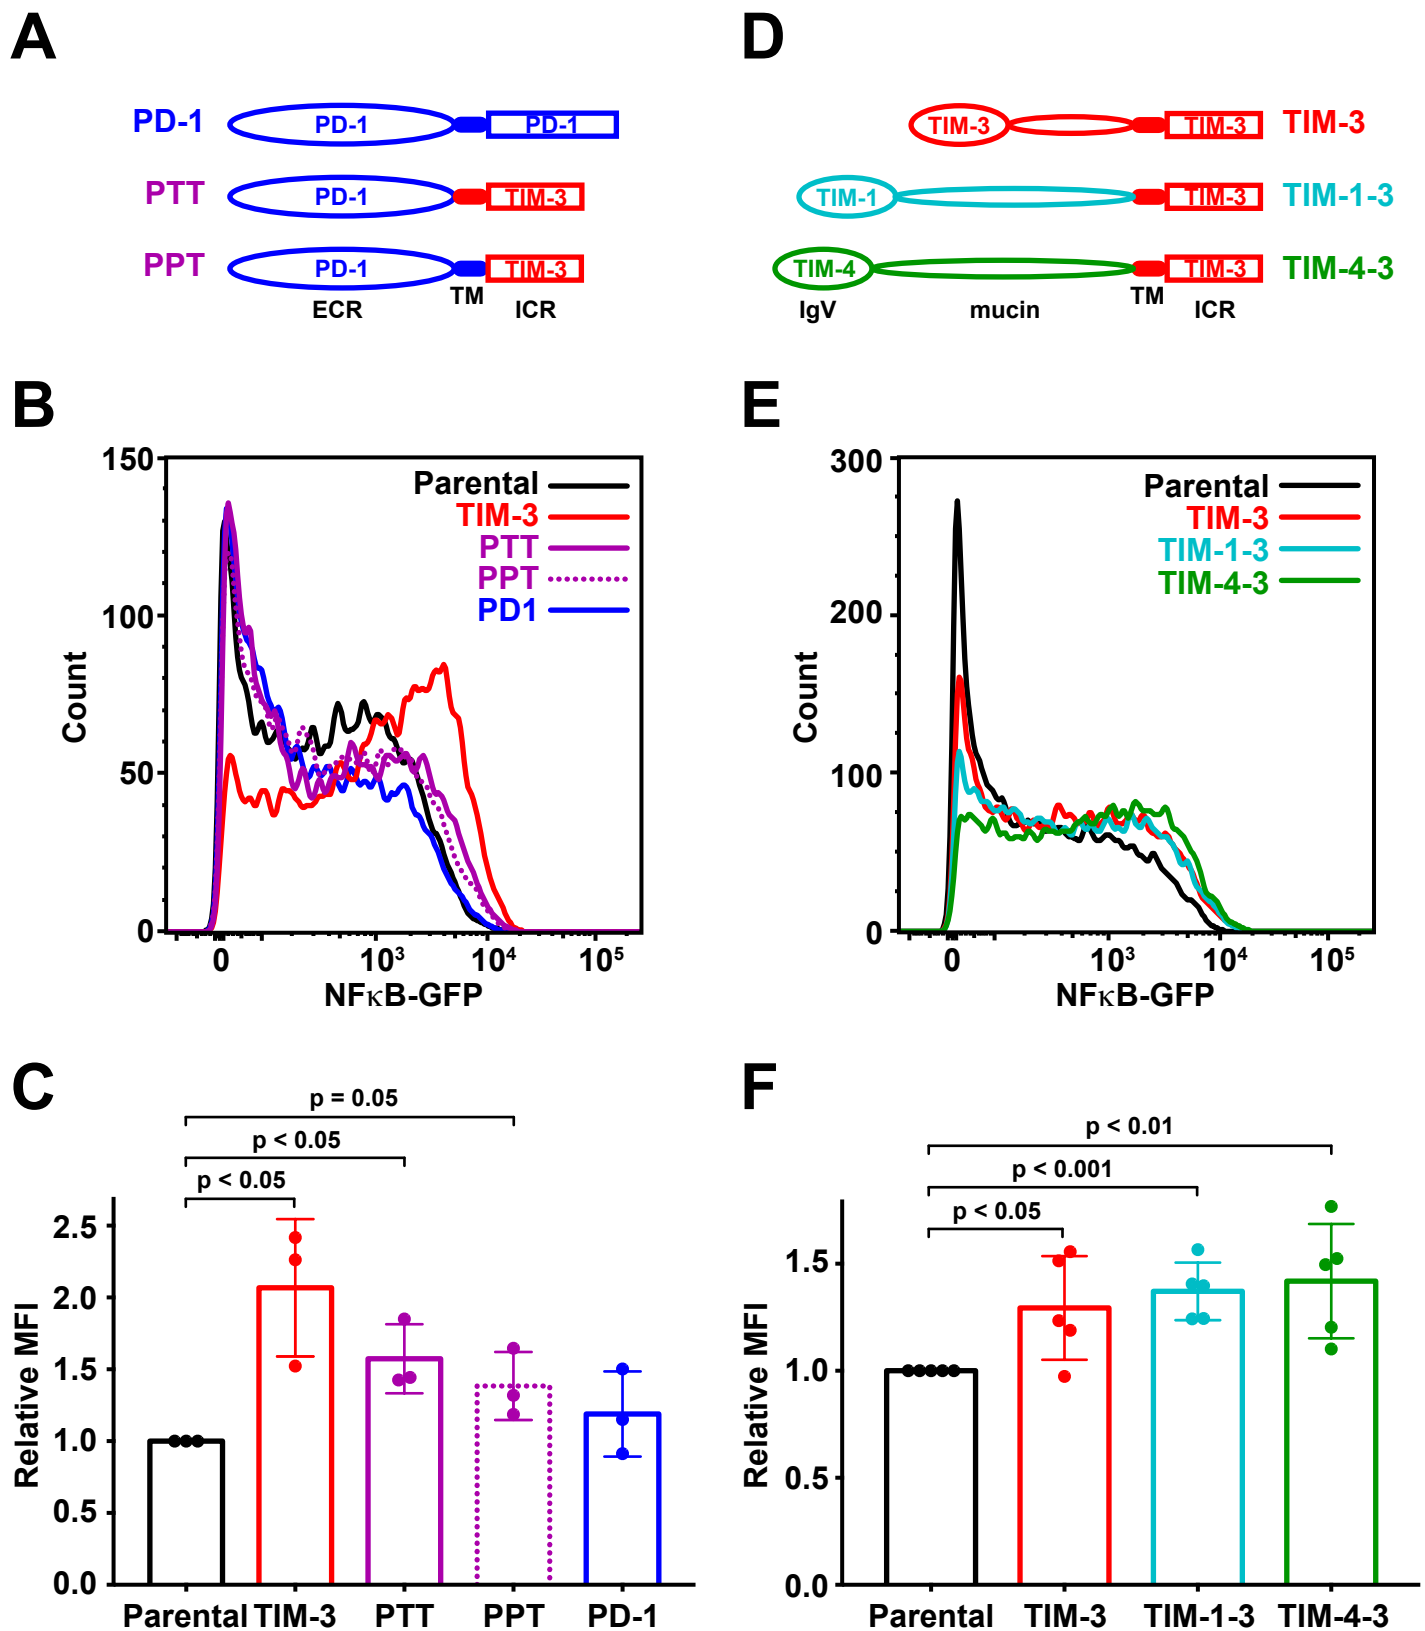 A
PD-1 PD-1 PD-1
PTT PD-1 TIM-3
PPT PD-1 TIM-3
ECR TM ICR
D
TIM-3 TIM-3 TIM-3
TIM-1 TIM-3 TIM-1-3
TIM-4 TIM-3 TIM-4-3
IgV mucin TM ICR
B
150
100
50
0
Count
Parental
TIM-3
PTT
PPT
PD1
0 10³ 10⁴ 10⁵
NFκB-GFP
E
300
200
100
0
Count
Parental
TIM-3
TIM-1-3
TIM-4-3
0 10³ 10⁴ 10⁵
NFκB-GFP
C
p = 0.05
p < 0.05
p < 0.05
2.5
2.0
1.5
1.0
0.5
0.0
Relative MFI
Parental TIM-3 PTT PPT PD-1
F
p < 0.01
p < 0.001
p < 0.05
1.5
1.0
0.5
0.0
Relative MFI
Parental TIM-3 TIM-1-3 TIM-4-3